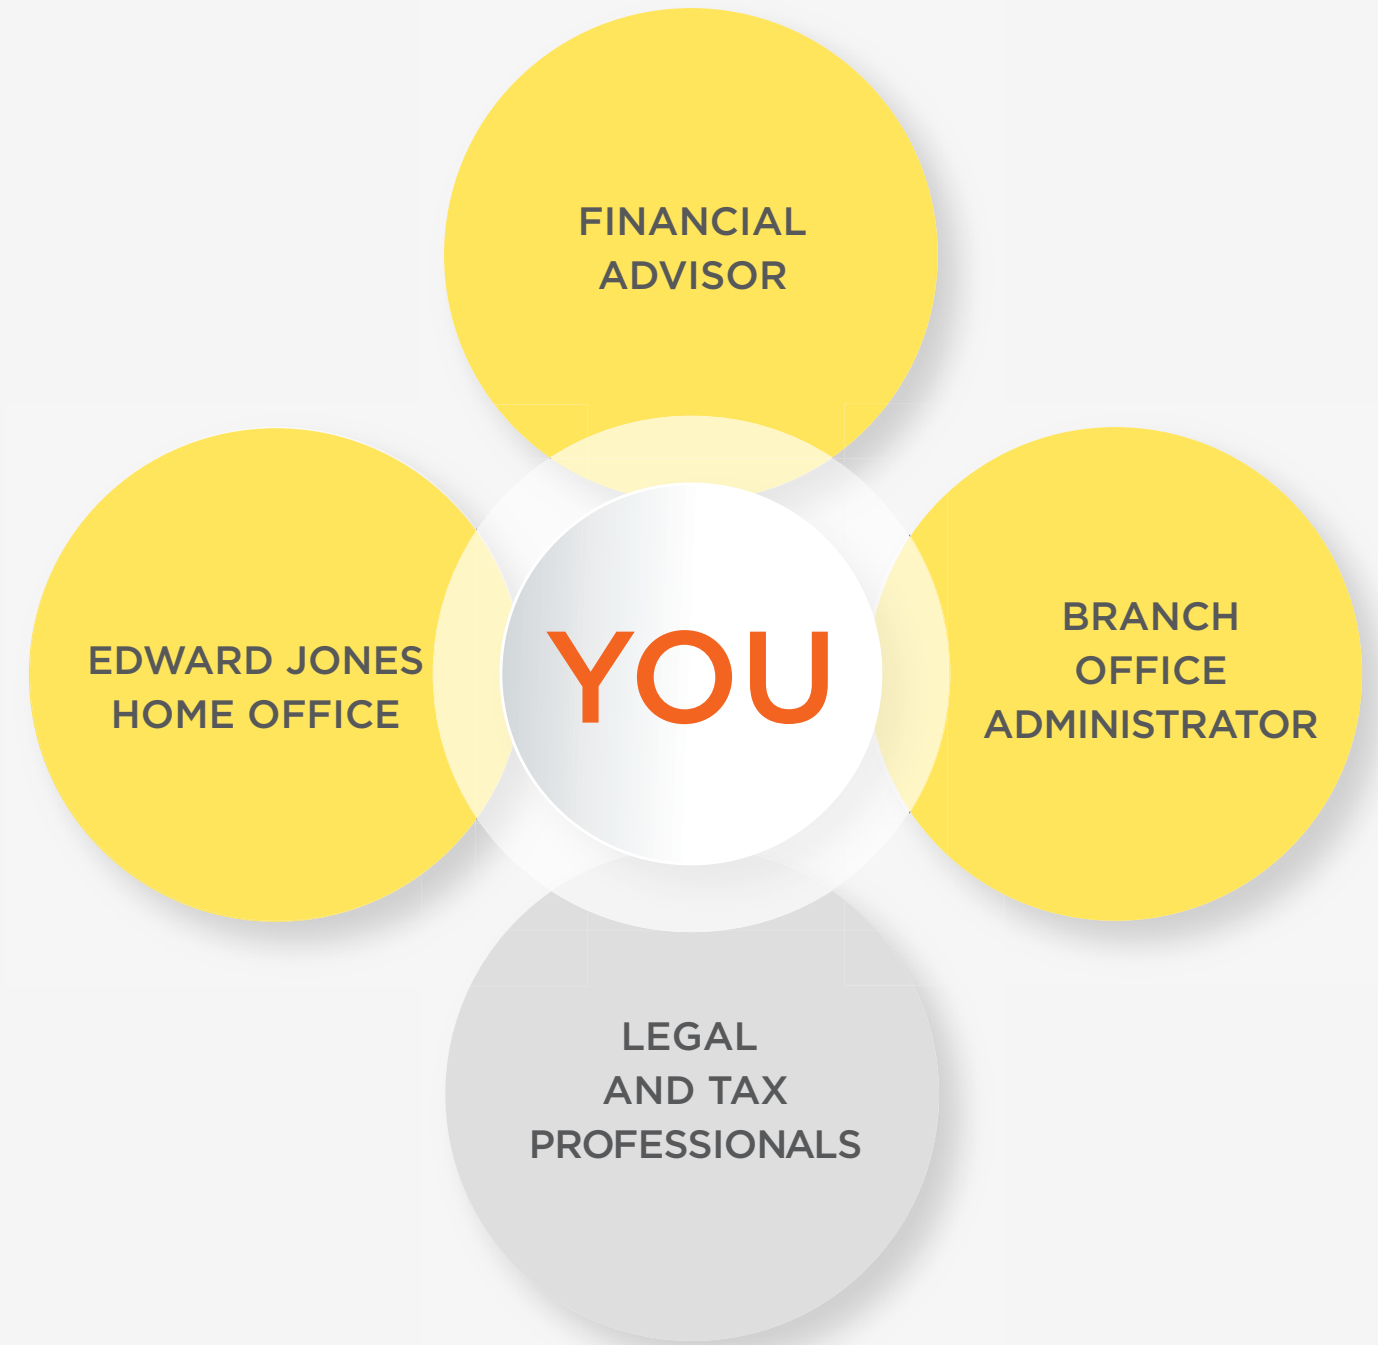 FINANCIAL
ADVISOR
EDWARD JONES
HOME OFFICE
YOU
BRANCH
OFFICE
ADMINISTRATOR
LEGAL
AND TAX
PROFESSIONALS